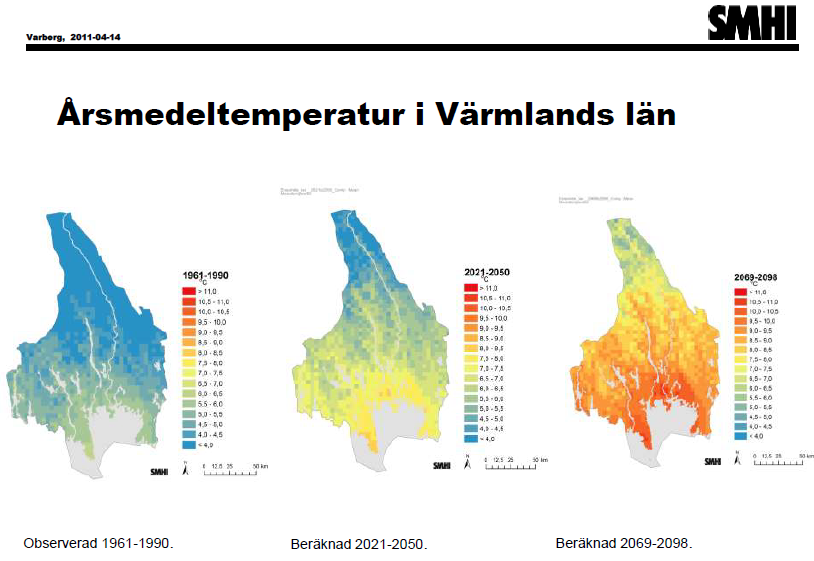 SMHI
Varberg, 2011-04-14
Årsmedeltemperatur i Värmlands län
1961-1990
°C
> 11,0
10,5 - 11,0
10,0 - 10,5
9,5 - 10,0
9,0 - 9,5
8,5 - 9,0
8,0 - 8,5
7,5 - 8,0
7,0 - 7,5
6,5 - 7,0
6,0 - 6,5
5,5 - 6,0
5,0 - 5,5
4,5 - 5,0
4,0 - 4,5
< 4,0
SMHI
N
0 12,5 25 50 km
2021-2050
°C
> 11,0
10,5 - 11,0
10,0 - 10,5
9,5 - 10,0
9,0 - 9,5
8,5 - 9,0
8,0 - 8,5
7,5 - 8,0
7,0 - 7,5
6,5 - 7,0
6,0 - 6,5
5,5 - 6,0
5,0 - 5,5
4,5 - 5,0
4,0 - 4,5
< 4,0
SMHI
N
0 12,5 25 50 km
2069-2098
°C
> 11,0
10,5 - 11,0
10,0 - 10,5
9,5 - 10,0
9,0 - 9,5
8,5 - 9,0
8,0 - 8,5
7,5 - 8,0
7,0 - 7,5
6,5 - 7,0
6,0 - 6,5
5,5 - 6,0
5,0 - 5,5
4,5 - 5,0
4,0 - 4,5
< 4,0
SMHI
N
0 12,5 25 50 km
Observerad 1961-1990.
Beräknad 2021-2050.
Beräknad 2069-2098.